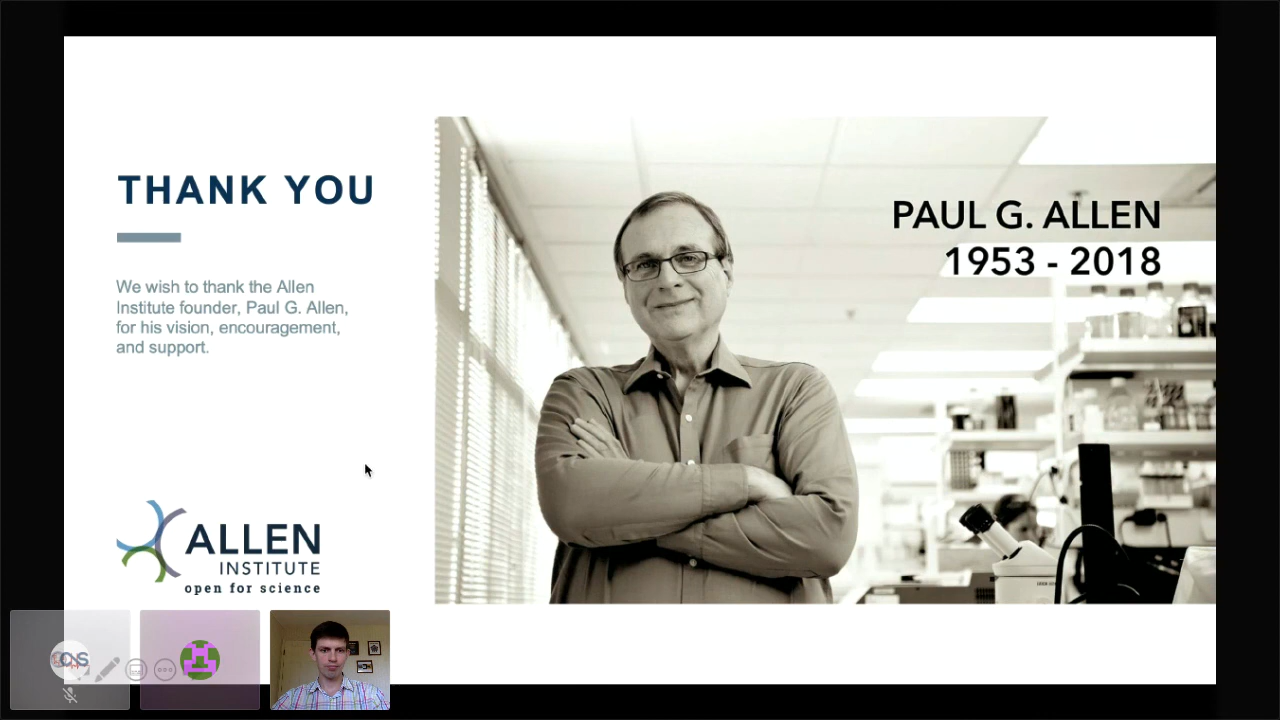 THANK YOU
We wish to thank the Allen
Institute founder, Paul G. Allen,
for his vision, encouragement,
and support.
PAUL G. ALLEN
1953 - 2018
ALLEN
INSTITUTE
open for science